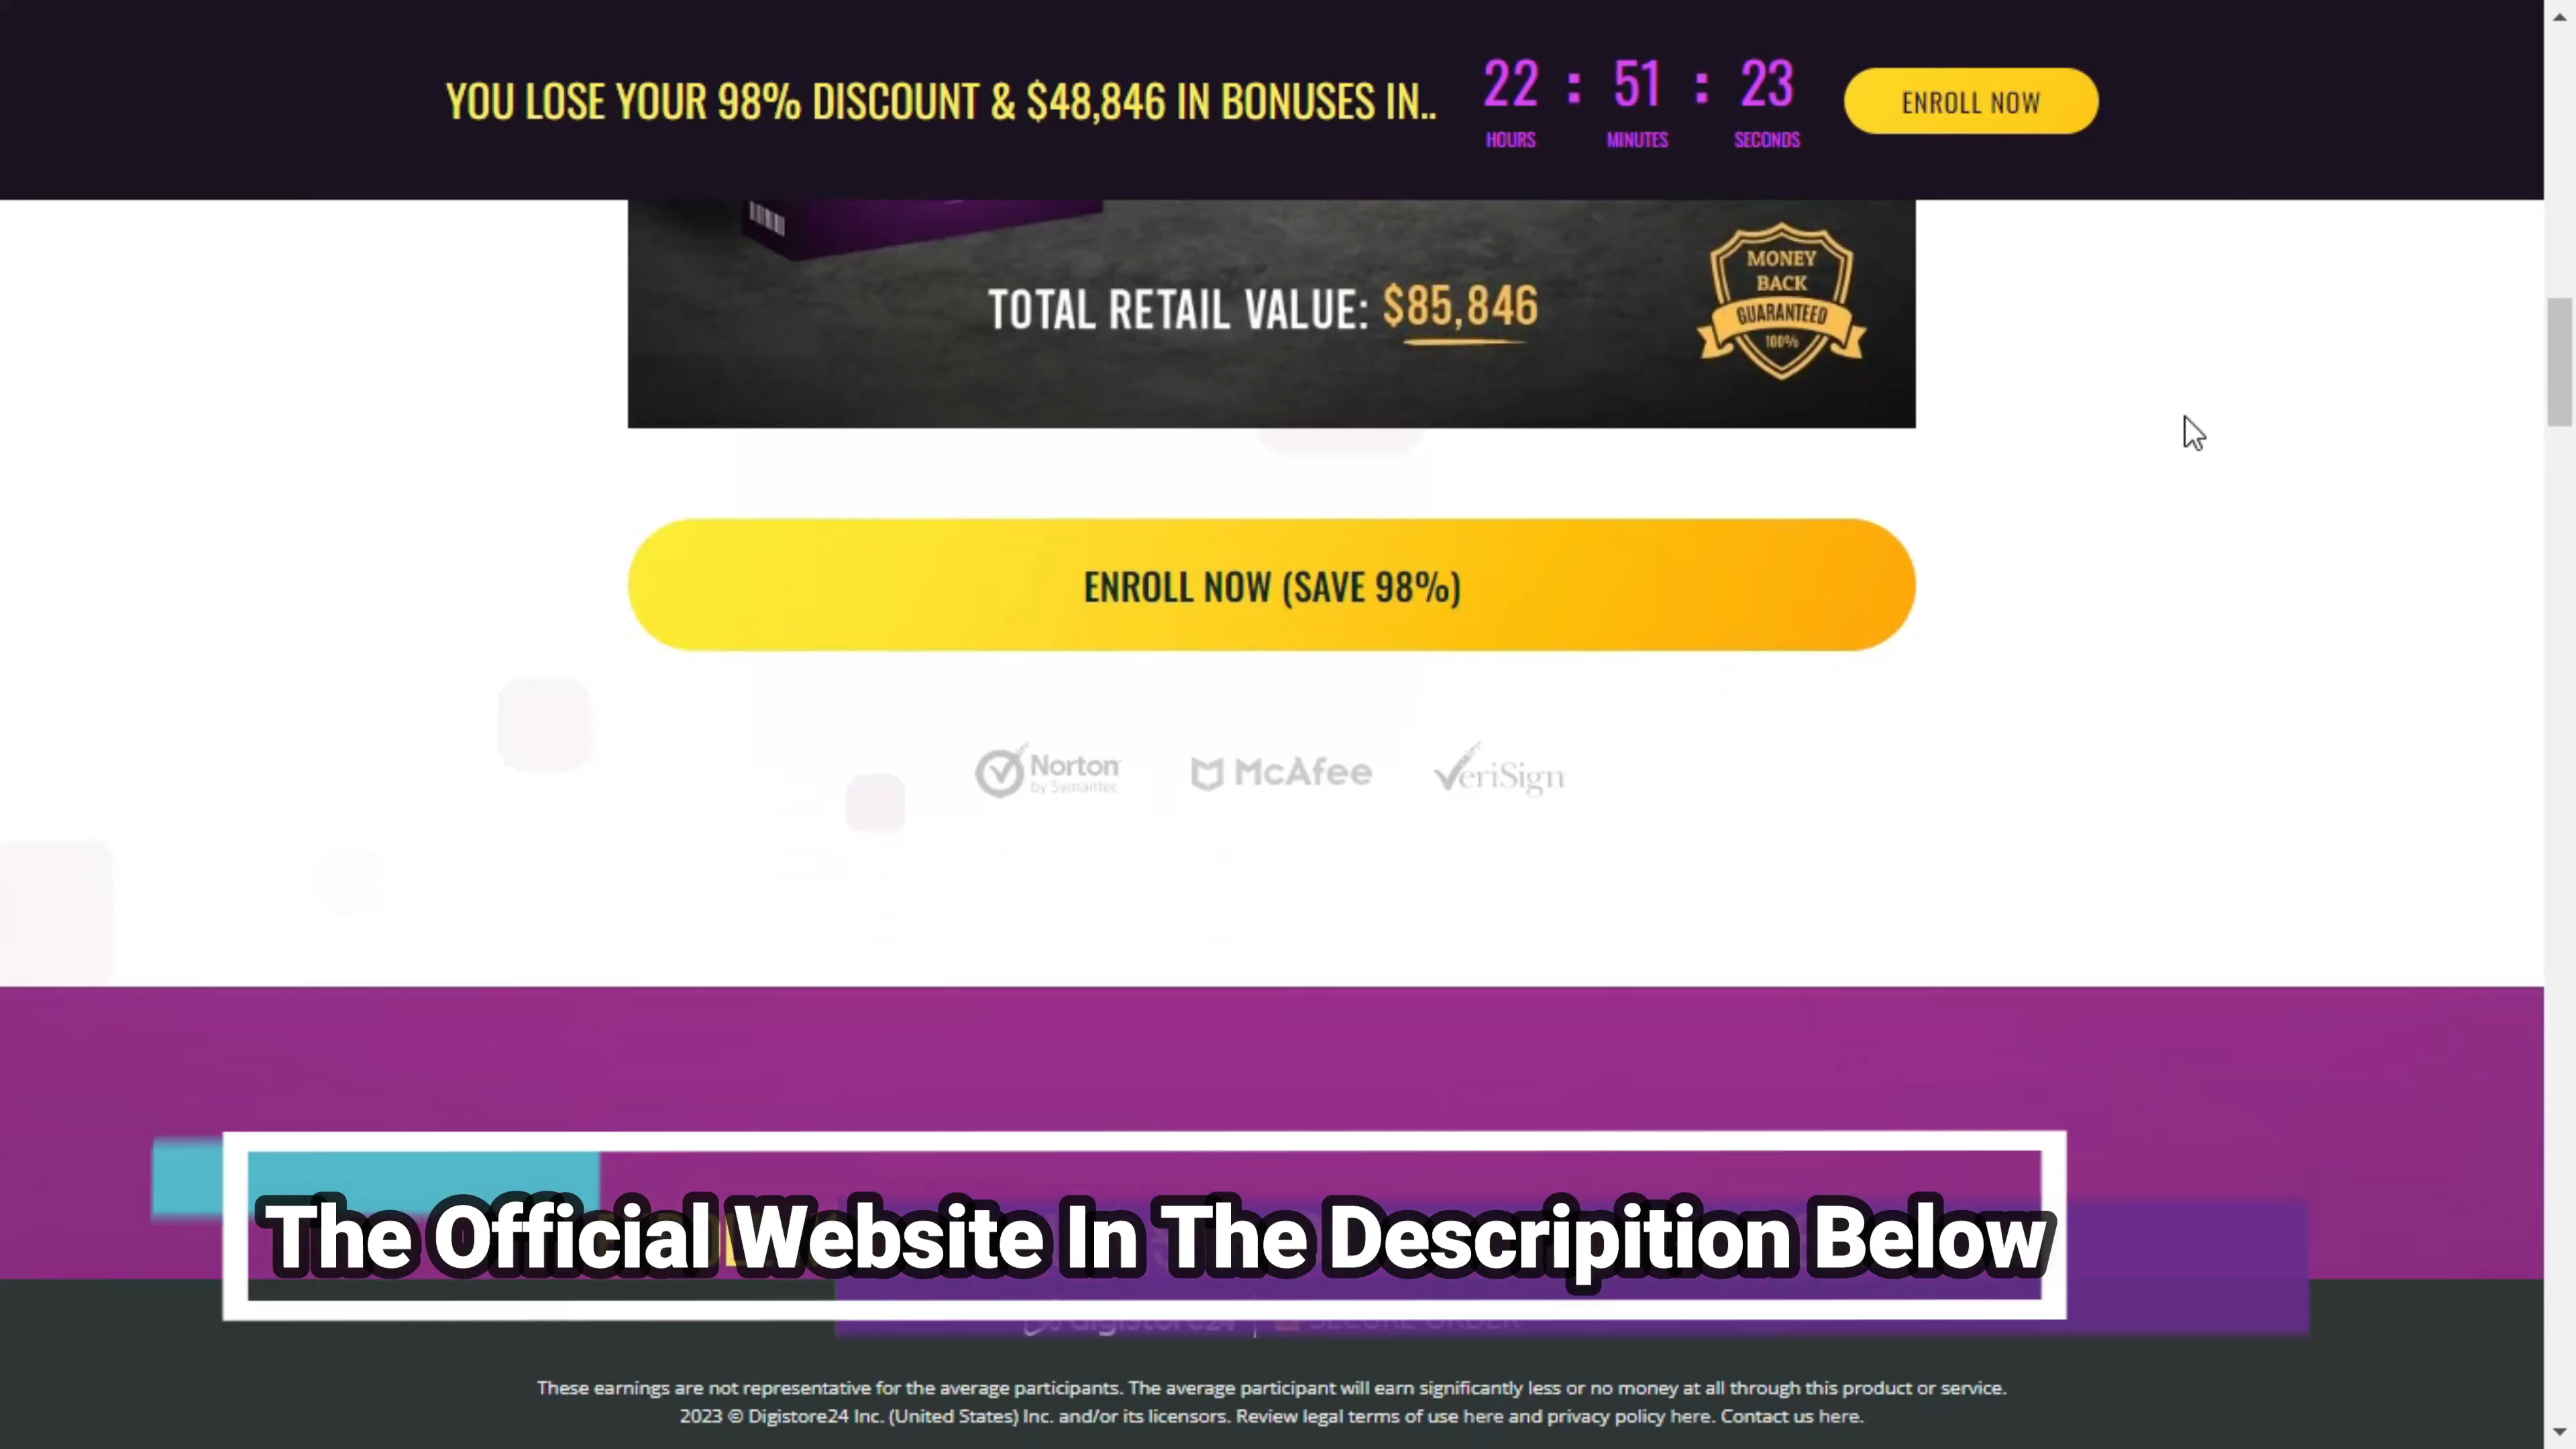 YOU LOSE YOUR 98% DISCOUNT & $48,846 IN BONUSES IN..
22 : 51 : 23
HOURS MINUTES SECONDS
ENROLL NOW
MONEY
BACK
GUARANTEED
100%
TOTAL RETAIL VALUE: $85,846
ENROLL NOW (SAVE 98%)
Norton
by Symantec
McAfee
VeriSign
The Official Website In The Descripition Below
digistore24 | SECURE ORDER
These earnings are not representative for the average participants. The average participant will earn significantly less or no money at all through this product or service.
2023 © Digistore24 Inc. (United States) Inc. and/or its licensors. Review legal terms of use here and privacy policy here. Contact us here.